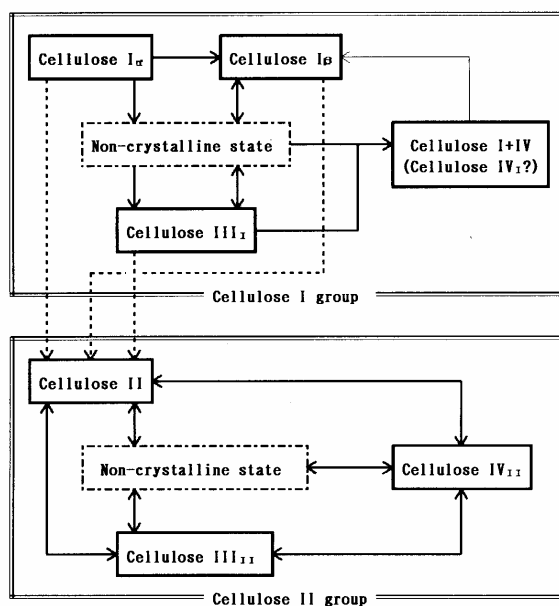 Cellulose Iα Cellulose Iβ
Non-crystalline state
Cellulose I+IV
(Cellulose IVI?)
Cellulose IIII
Cellulose I group
Cellulose II
Non-crystalline state
Cellulose IVII
Cellulose IIIII
Cellulose II group